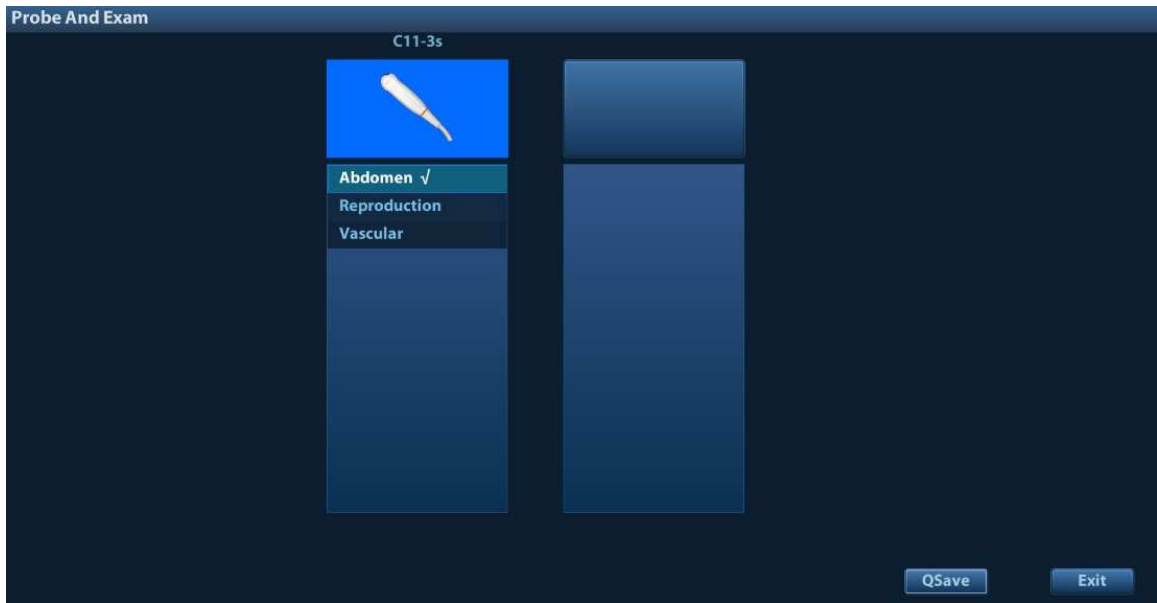 Probe And Exam
C11-3s
Abdomen √
Reproduction
Vascular
QSave
Exit